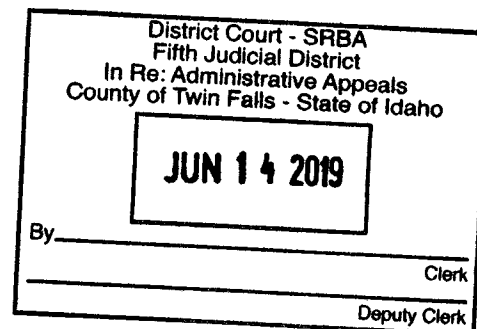 District Court - SRBA
Fifth Judicial District
In Re: Administrative Appeals
County of Twin Falls - State of Idaho
JUN 14 2019
By
Clerk
Deputy Clerk